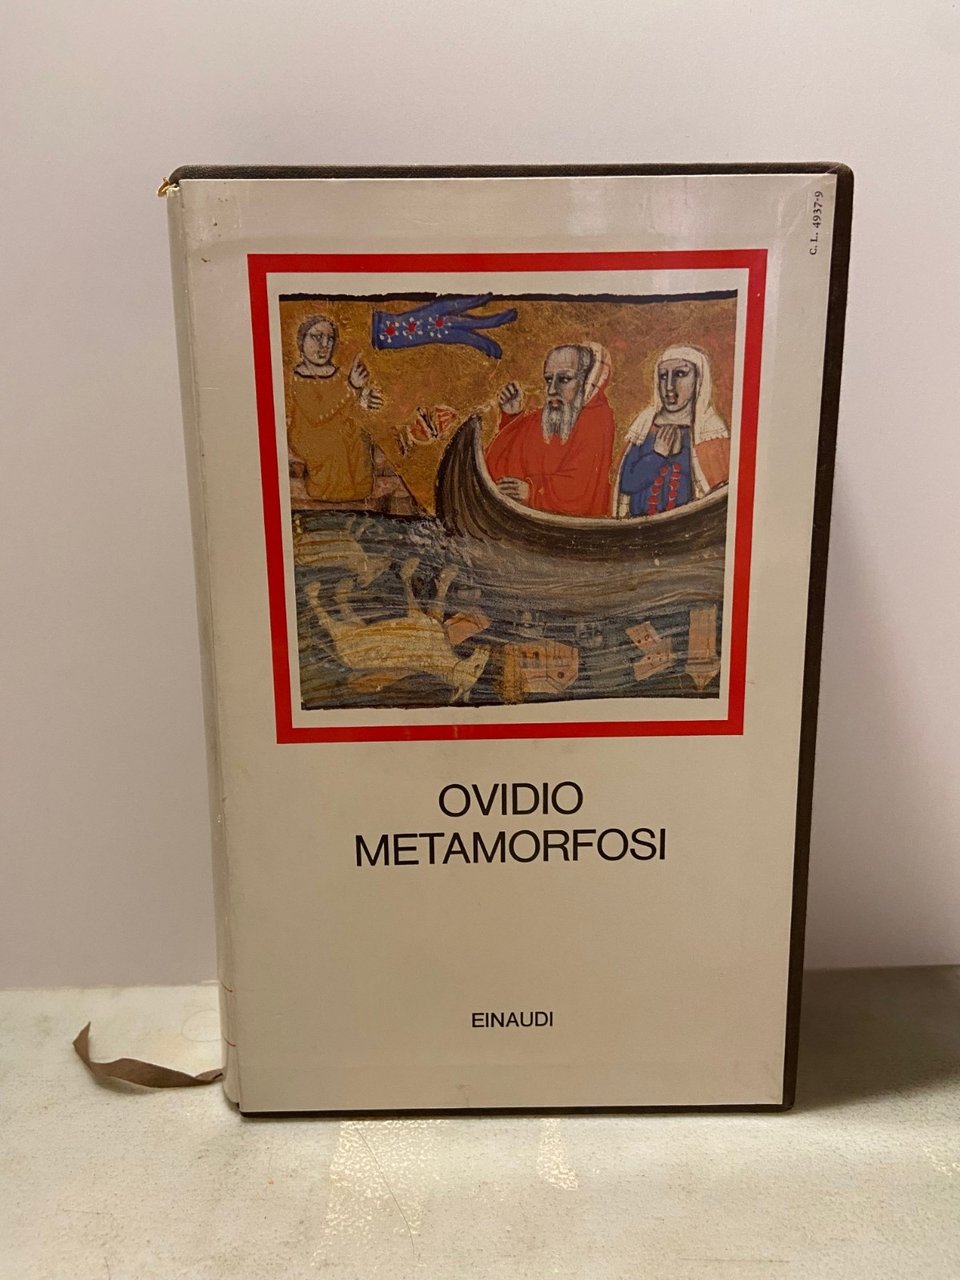 C. L. 4937-9
OVIDIO
METAMORFOSI
EINAUDI